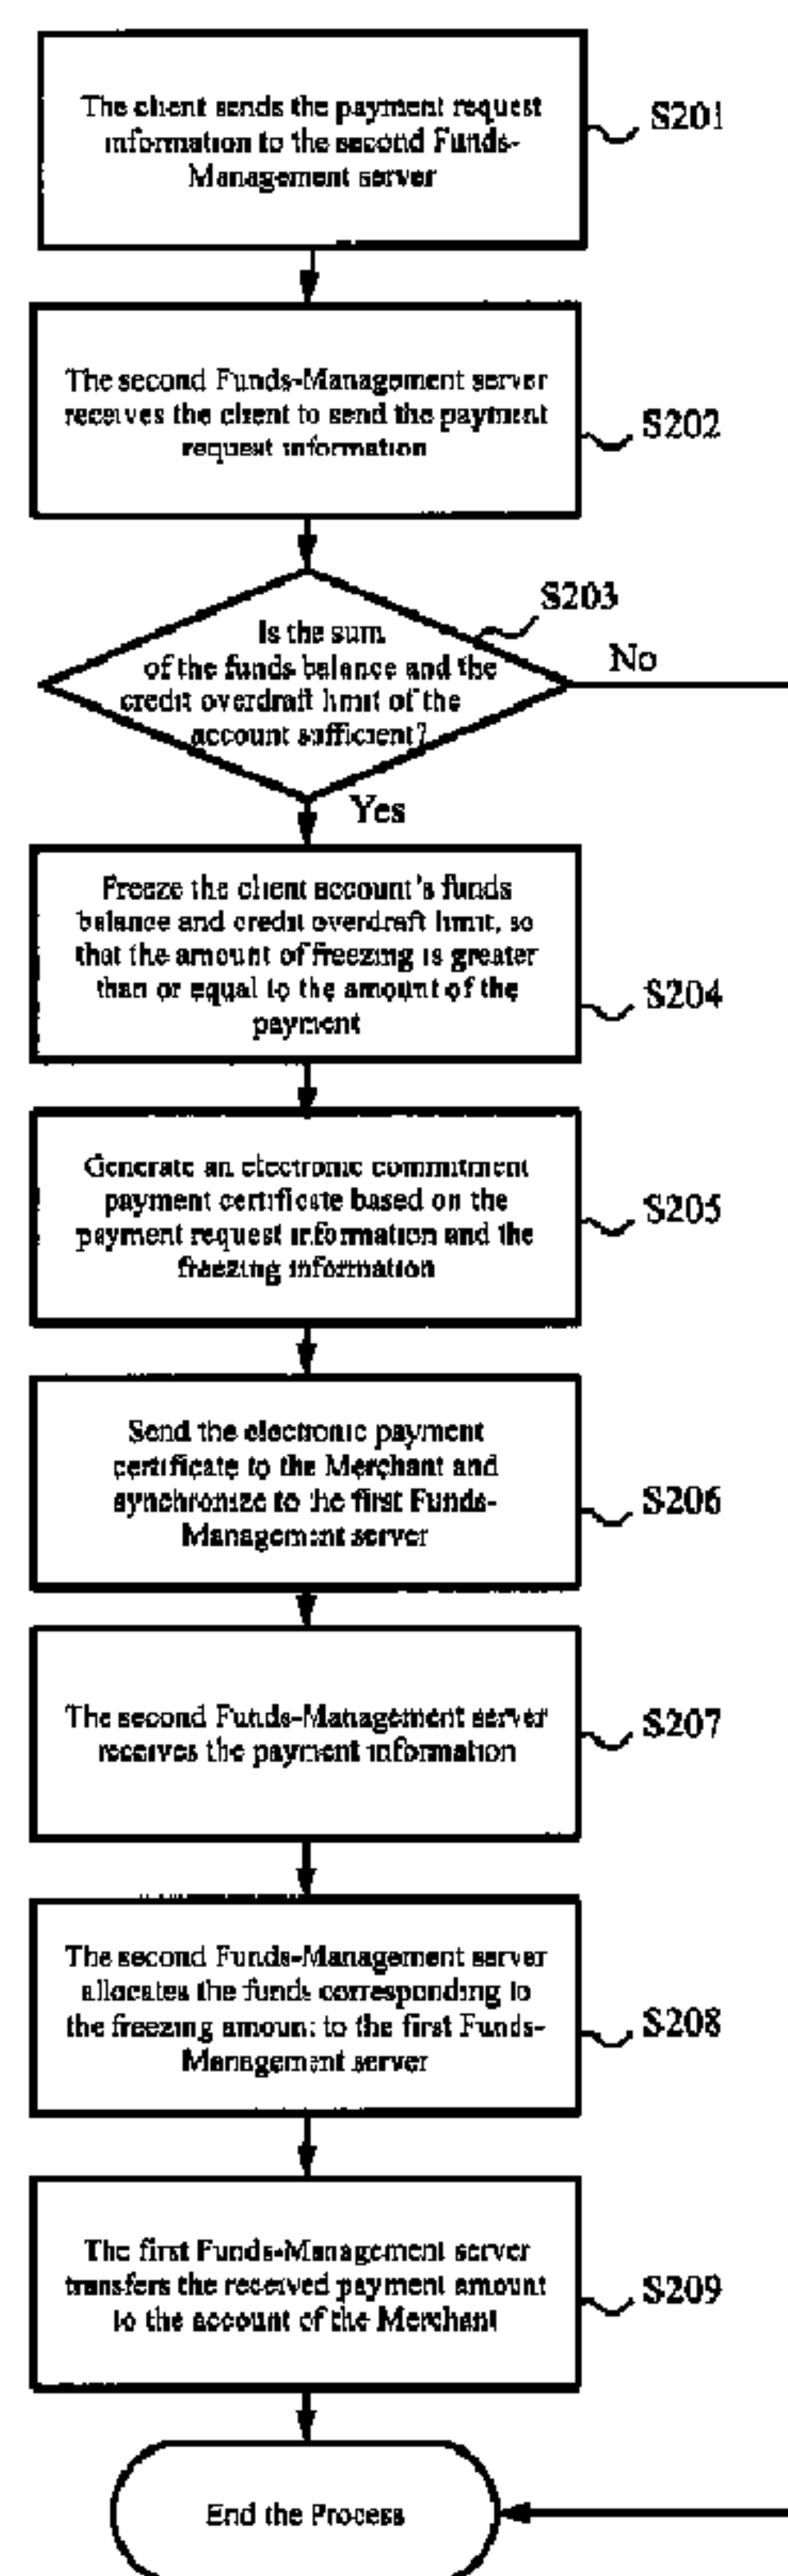 The client sends the payment request
information to the second Funds-
Management server
S201
The second Funds-Management server
receives the client to send the payment
request information
S202
S203
Is the sum
of the funds balance and the
credit overdraft limit of the
account sufficient?
No
Yes
Freeze the client account's funds
balance and credit overdraft limit, so
that the amount of freezing is greater
than or equal to the amount of the
payment
S204
Generate an electronic commitment
payment certificate based on the
payment request information and the
freezing information
S205
Send the electronic payment
certificate to the Merchant and
synchronize to the first Funds-
Management server
S206
The second Funds-Management server
receives the payment information
S207
The second Funds-Management server
allocates the funds corresponding to
the freezing amount to the first Funds-
Management server
S208
The first Funds-Management server
transfers the received payment amount
to the account of the Merchant
S209
End the Process